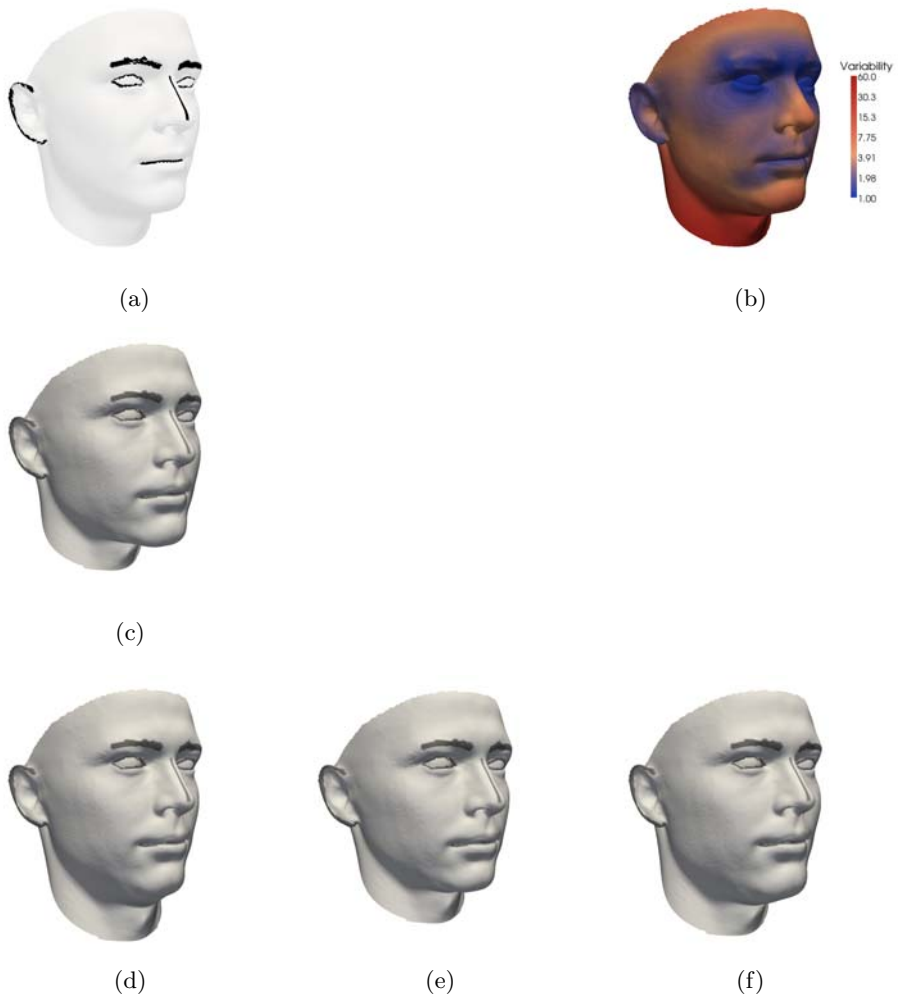 Variability
60.0
30.3
15.3
7.75
3.91
1.98
1.00
(a)
(b)
(c)
(d)
(e)
(f)